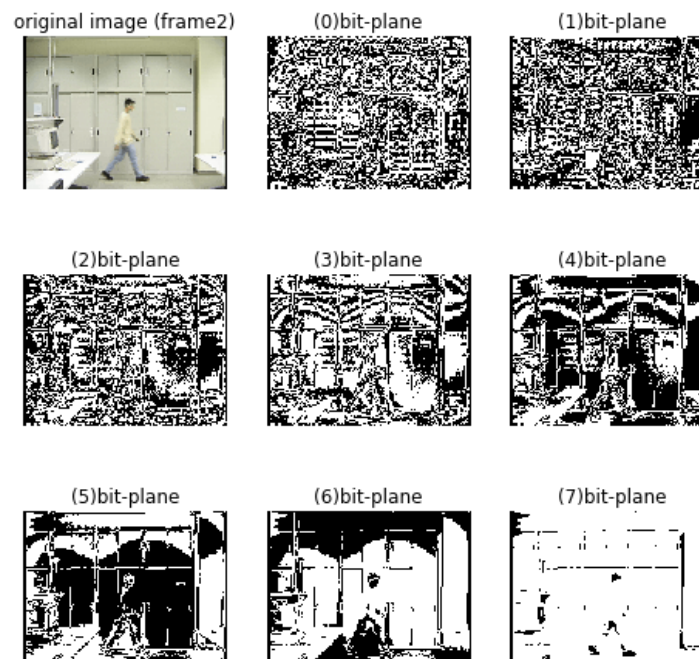 original image (frame2)
(0)bit-plane
(1)bit-plane
(2)bit-plane
(3)bit-plane
(4)bit-plane
(5)bit-plane
(6)bit-plane
(7)bit-plane